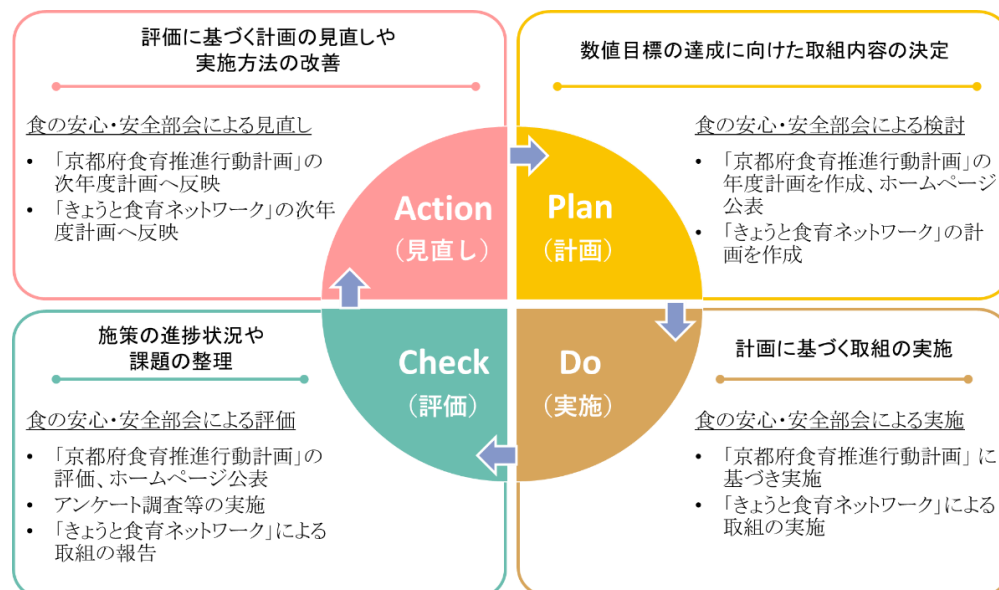 評価に基づく計画の見直しや
実施方法の改善
食の安心・安全部会による見直し
• 「京都府食育推進行動計画」の
次年度計画へ反映
• 「きょうと食育ネットワーク」の次年
度計画へ反映
数値目標の達成に向けた取組内容の決定
食の安心・安全部会による検討
• 「京都府食育推進行動計画」の
年度計画を作成、ホームページ
公表
• 「きょうと食育ネットワーク」の計
画を作成
Action
（見直し）
Plan
（計画）
Check
（評価）
Do
（実施）
施策の進捗状況や
課題の整理
食の安心・安全部会による評価
• 「京都府食育推進行動計画」の
評価、ホームページ公表
• アンケート調査等の実施
• 「きょうと食育ネットワーク」による
取組の報告
計画に基づく取組の実施
食の安心・安全部会による実施
• 「京都府食育推進行動計画」 に
基づき実施
• 「きょうと食育ネットワーク」による
取組の実施